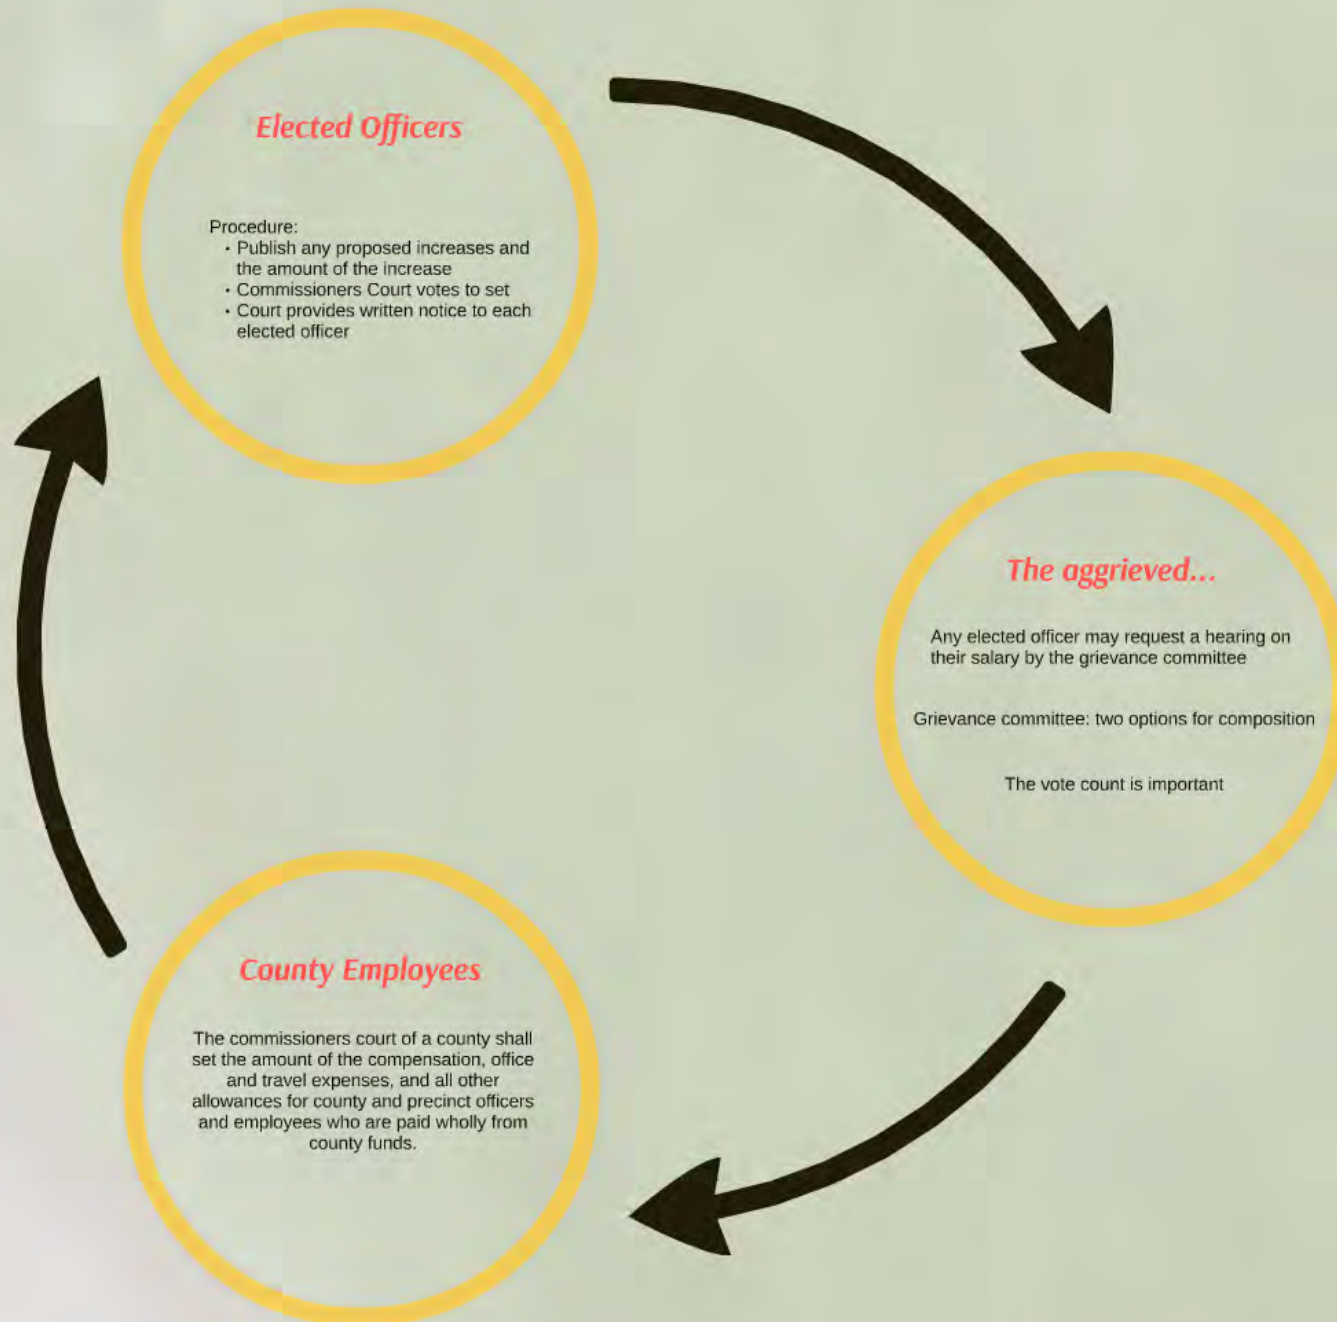 Elected Officers
Procedure:
• Publish any proposed increases and
the amount of the increase
• Commissioners Court votes to set
• Court provides written notice to each
elected officer
The aggrieved...
Any elected officer may request a hearing on
their salary by the grievance committee
Grievance committee: two options for composition
The vote count is important
County Employees
The commissioners court of a county shall
set the amount of the compensation, office
and travel expenses, and all other
allowances for county and precinct officers
and employees who are paid wholly from
county funds.